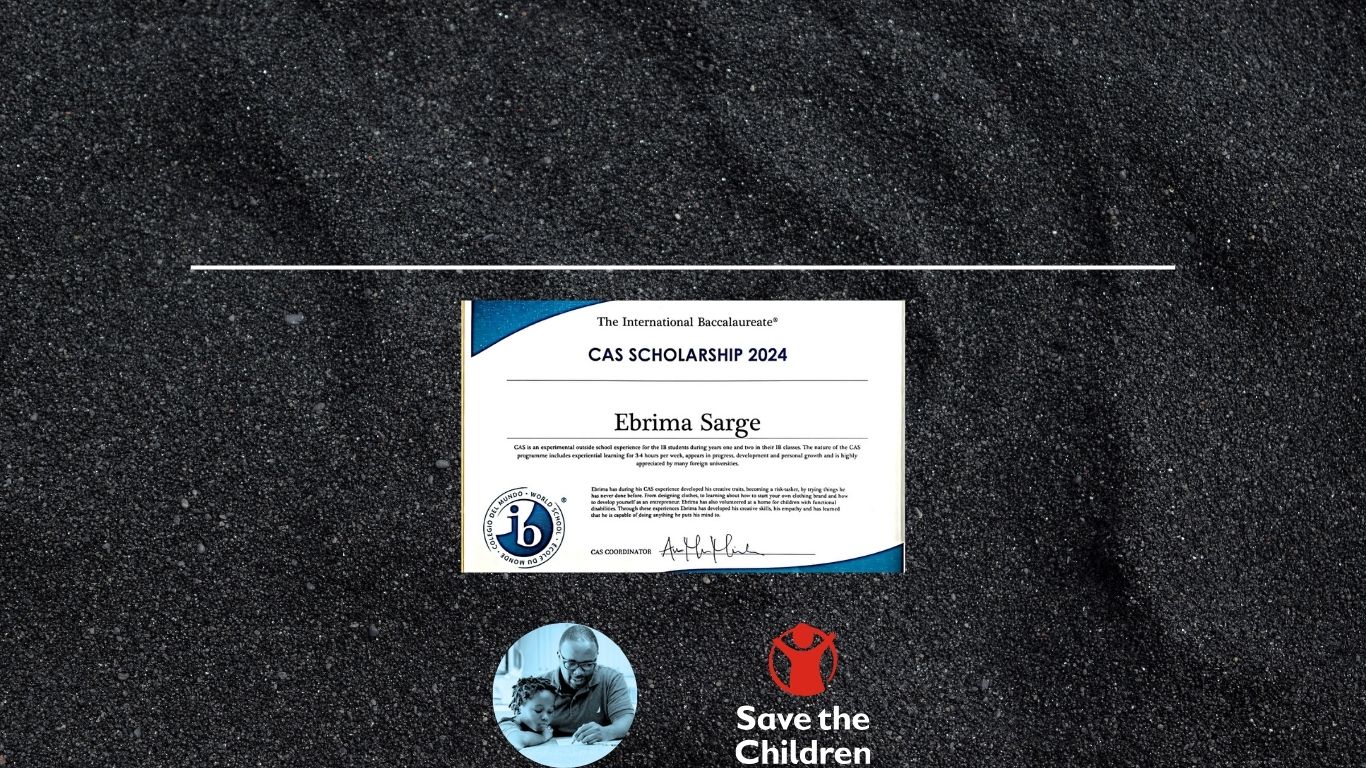 The International Baccalaureate®
CAS SCHOLARSHIP 2024
Ebrima Sarge
CAS is an experimental outside school experience for the IB students during years one and two in their IB classes. The nature of the CAS
programme includes experiential learning for 3-4 hours per week, appears in progress, development and personal growth and is highly
appreciated by many foreign universities.
Ebrima has during his CAS experience developed his creative traits, becoming a risk-tasker, by trying things he
has never done before. From designing clothes, to learning about how to start your own clothing brand and how
to develop yourself as an entrepreneur. Ebrima has also volunteered at a home for children with functional
disabilities. Through these experiences Ebrima has developed his creative skills, his empathy and has learned
that he is capable of doing anything he puts his mind to.
COLEGIO DEL MUNDO · WORLD SCHOOL · ÉCOLE DU MONDE ·
ib
®
CAS COORDINATOR
Save the
Children